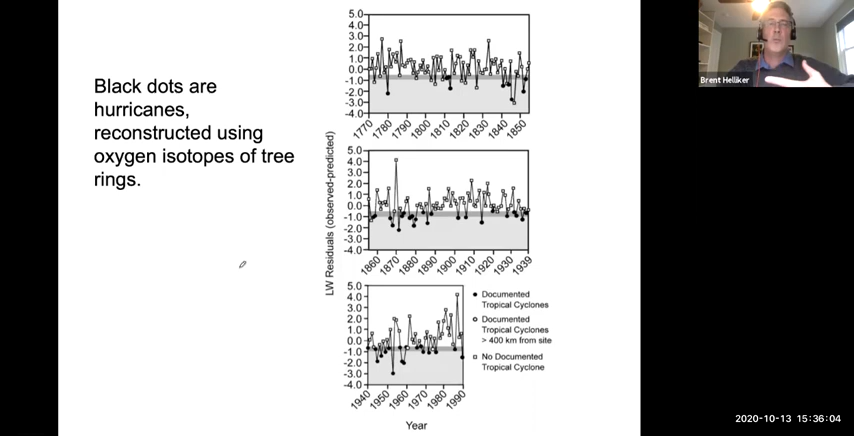 Black dots are
hurricanes,
reconstructed using
oxygen isotopes of tree
rings.
LW Residuals (observed-predicted)
5.0
4.0
3.0
2.0
1.0
0.0
-1.0
-2.0
-3.0
-4.0
1770 1780 1790 1800 1810 1820 1830 1840 1850
5.0
4.0
3.0
2.0
1.0
0.0
-1.0
-2.0
-3.0
-4.0
1860 1870 1880 1890 1900 1910 1920 1930 1939
5.0
4.0
3.0
2.0
1.0
0.0
-1.0
-2.0
-3.0
-4.0
1940 1950 1960 1970 1980 1990
Year
Documented
Tropical Cyclones
Documented
Tropical Cyclones
> 400 km from site
No Documented
Tropical Cyclone
Brent Helliker
2020-10-13 15:36:04